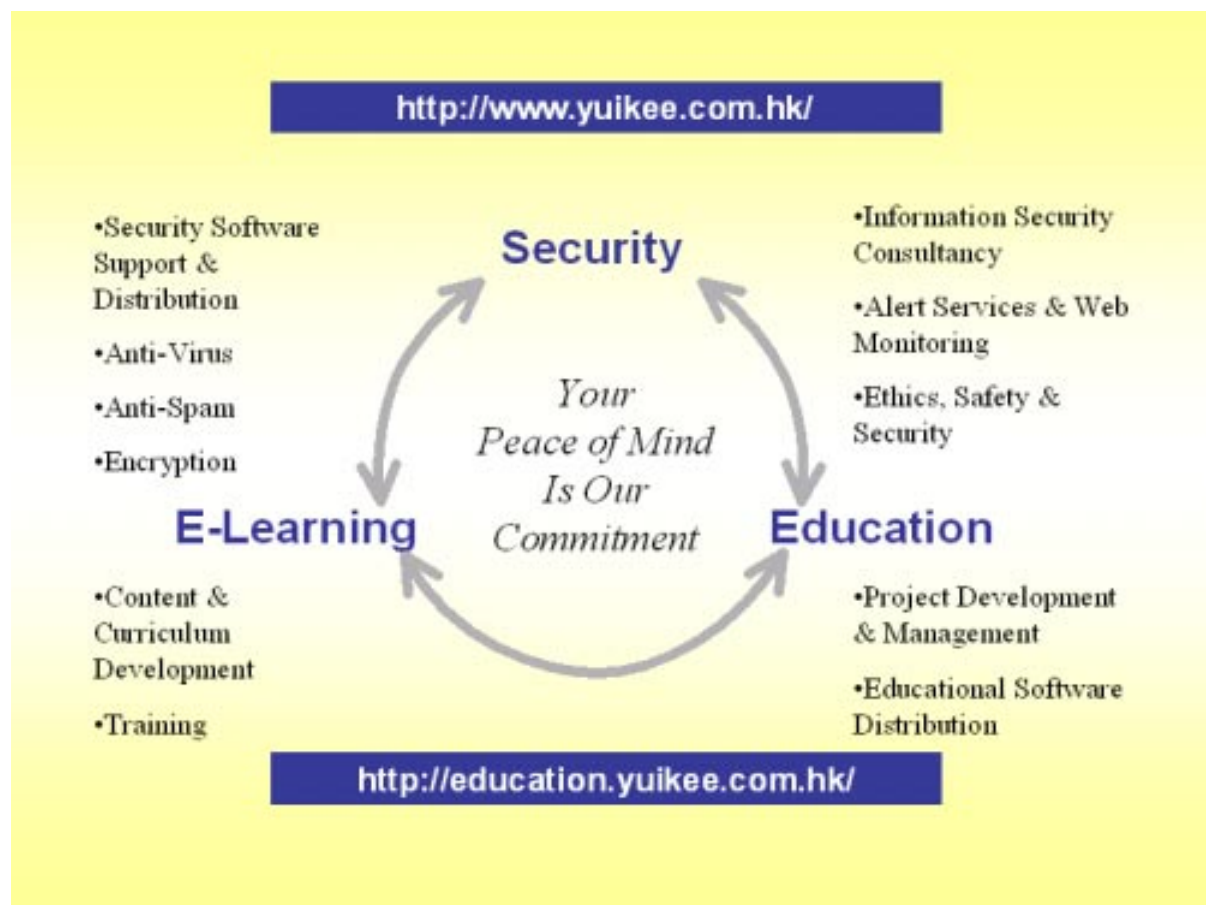 http://www.yuikee.com.hk/
•Security Software
Support &
Distribution
•Anti-Virus
•Anti-Spam
•Encryption
Security
•Information Security
Consultancy
•Alert Services & Web
Monitoring
•Ethics, Safety &
Security
Your
Peace of Mind
Is Our
Commitment
E-Learning
Education
•Content &
Curriculum
Development
•Training
•Project Development
& Management
•Educational Software
Distribution
http://education.yuikee.com.hk/